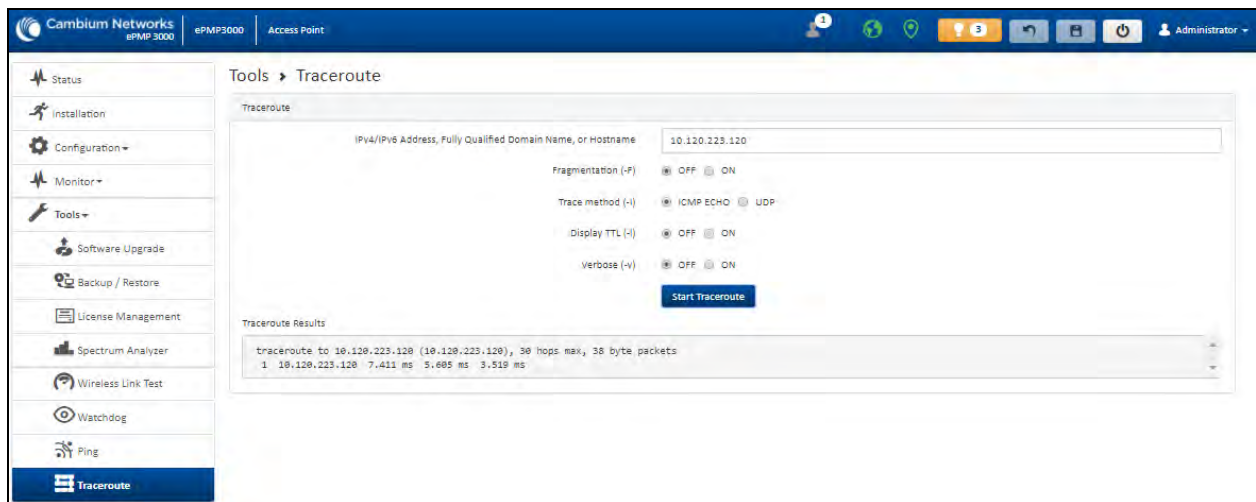 Cambium Networks
ePMP 3000
ePMP3000
Access Point
1
3
Administrator
Status
Installation
Configuration
Monitor
Tools
Software Upgrade
Backup / Restore
License Management
Spectrum Analyzer
Wireless Link Test
Watchdog
Ping
Traceroute
Tools > Traceroute
Traceroute
IPv4/IPv6 Address, Fully Qualified Domain Name, or Hostname 10.120.223.120
Fragmentation (-F) OFF ON
Trace method (-I) ICMP ECHO UDP
Display TTL (-l) OFF ON
Verbose (-v) OFF ON
Start Traceroute
Traceroute Results
traceroute to 10.120.223.120 (10.120.223.120), 30 hops max, 38 byte packets
1 10.120.223.120 7.411 ms 5.605 ms 3.519 ms